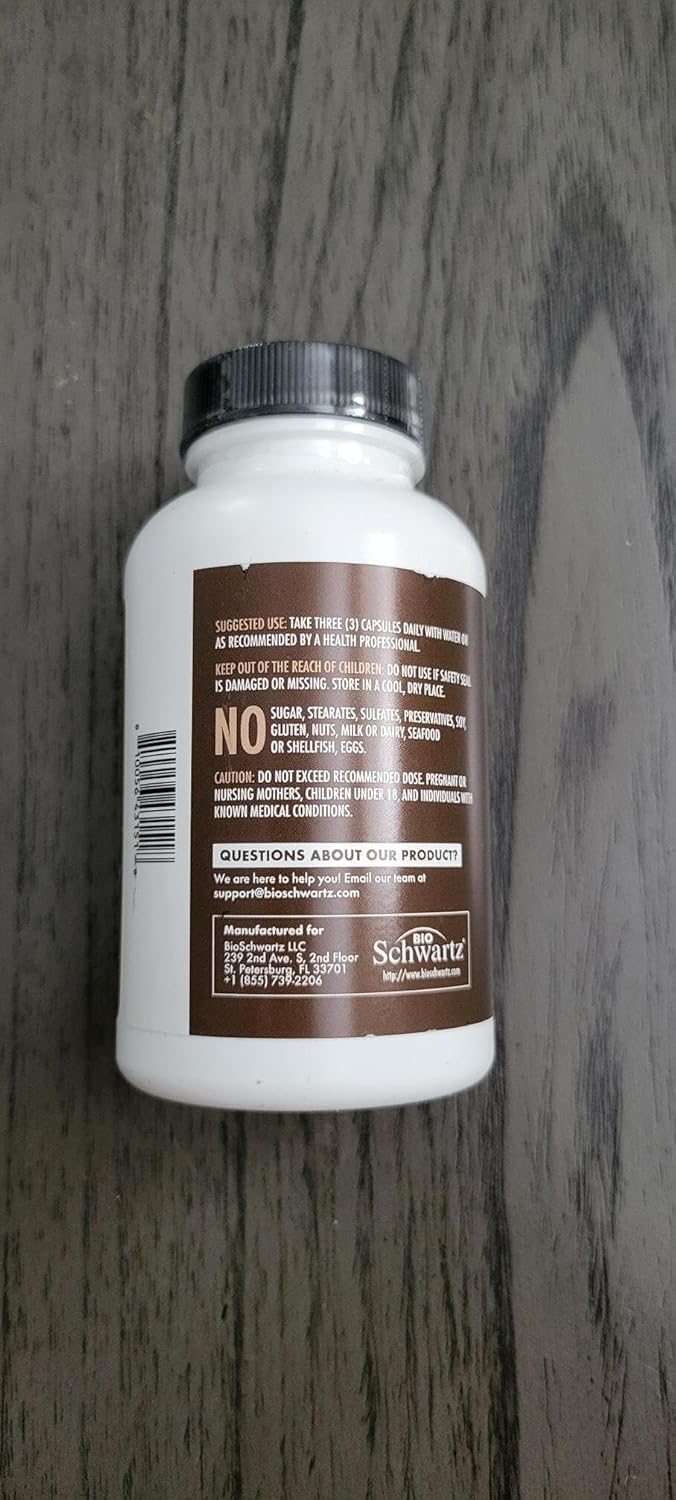 SUGGESTED USE: TAKE THREE (3) CAPSULES DAILY WITH WATER OR
AS RECOMMENDED BY A HEALTH PROFESSIONAL.
KEEP OUT OF THE REACH OF CHILDREN: DO NOT USE IF SAFETY SEAL
IS DAMAGED OR MISSING. STORE IN A COOL, DRY PLACE.
NO SUGAR, STEARATES, SULFATES, PRESERVATIVES, SOY,
GLUTEN, NUTS, MILK OR DAIRY, SEAFOOD
OR SHELLFISH, EGGS.
CAUTION: DO NOT EXCEED RECOMMENDED DOSE. PREGNANT OR
NURSING MOTHERS, CHILDREN UNDER 18, AND INDIVIDUALS WITH
KNOWN MEDICAL CONDITIONS.
QUESTIONS ABOUT OUR PRODUCT?
We are here to help you! Email our team at
support@bioschwartz.com
Manufactured for
BioSchwartz LLC
239 2nd Ave. S, 2nd Floor
St. Petersburg, FL 33701
+1 (855) 739-2206
BIO
Schwartz®
http://www.bioschwartz.com